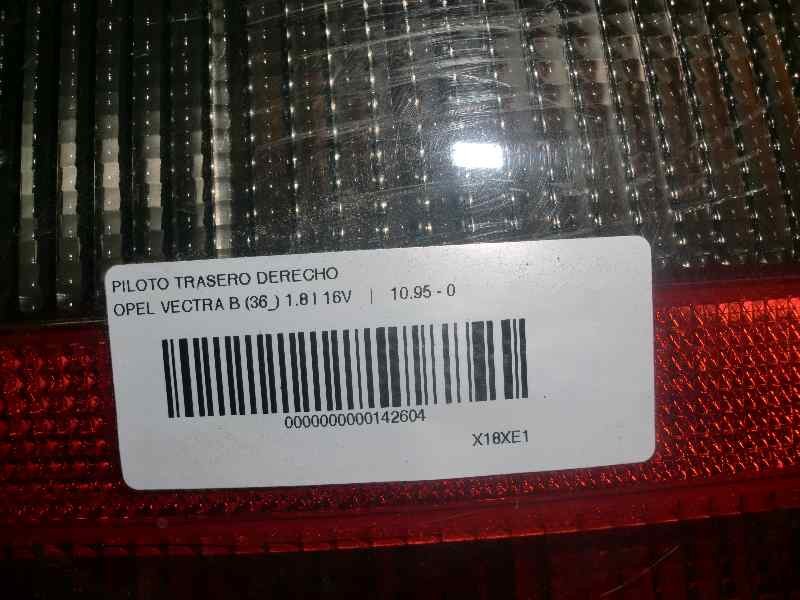 PILOTO TRASERO DERECHO
OPEL VECTRA B (36_) 1.8 I 16V | 10.95 - 0
0000000000142604
X18XE1